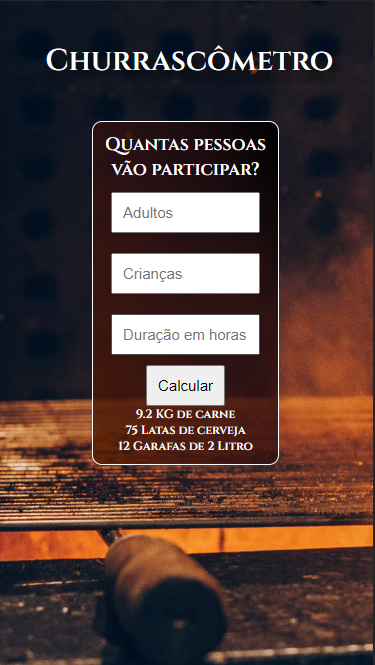 Churrascômetro
Quantas pessoas
vão participar?
Adultos
Crianças
Duração em horas
Calcular
9.2 KG de carne
75 Latas de cerveja
12 Garafas de 2 Litro